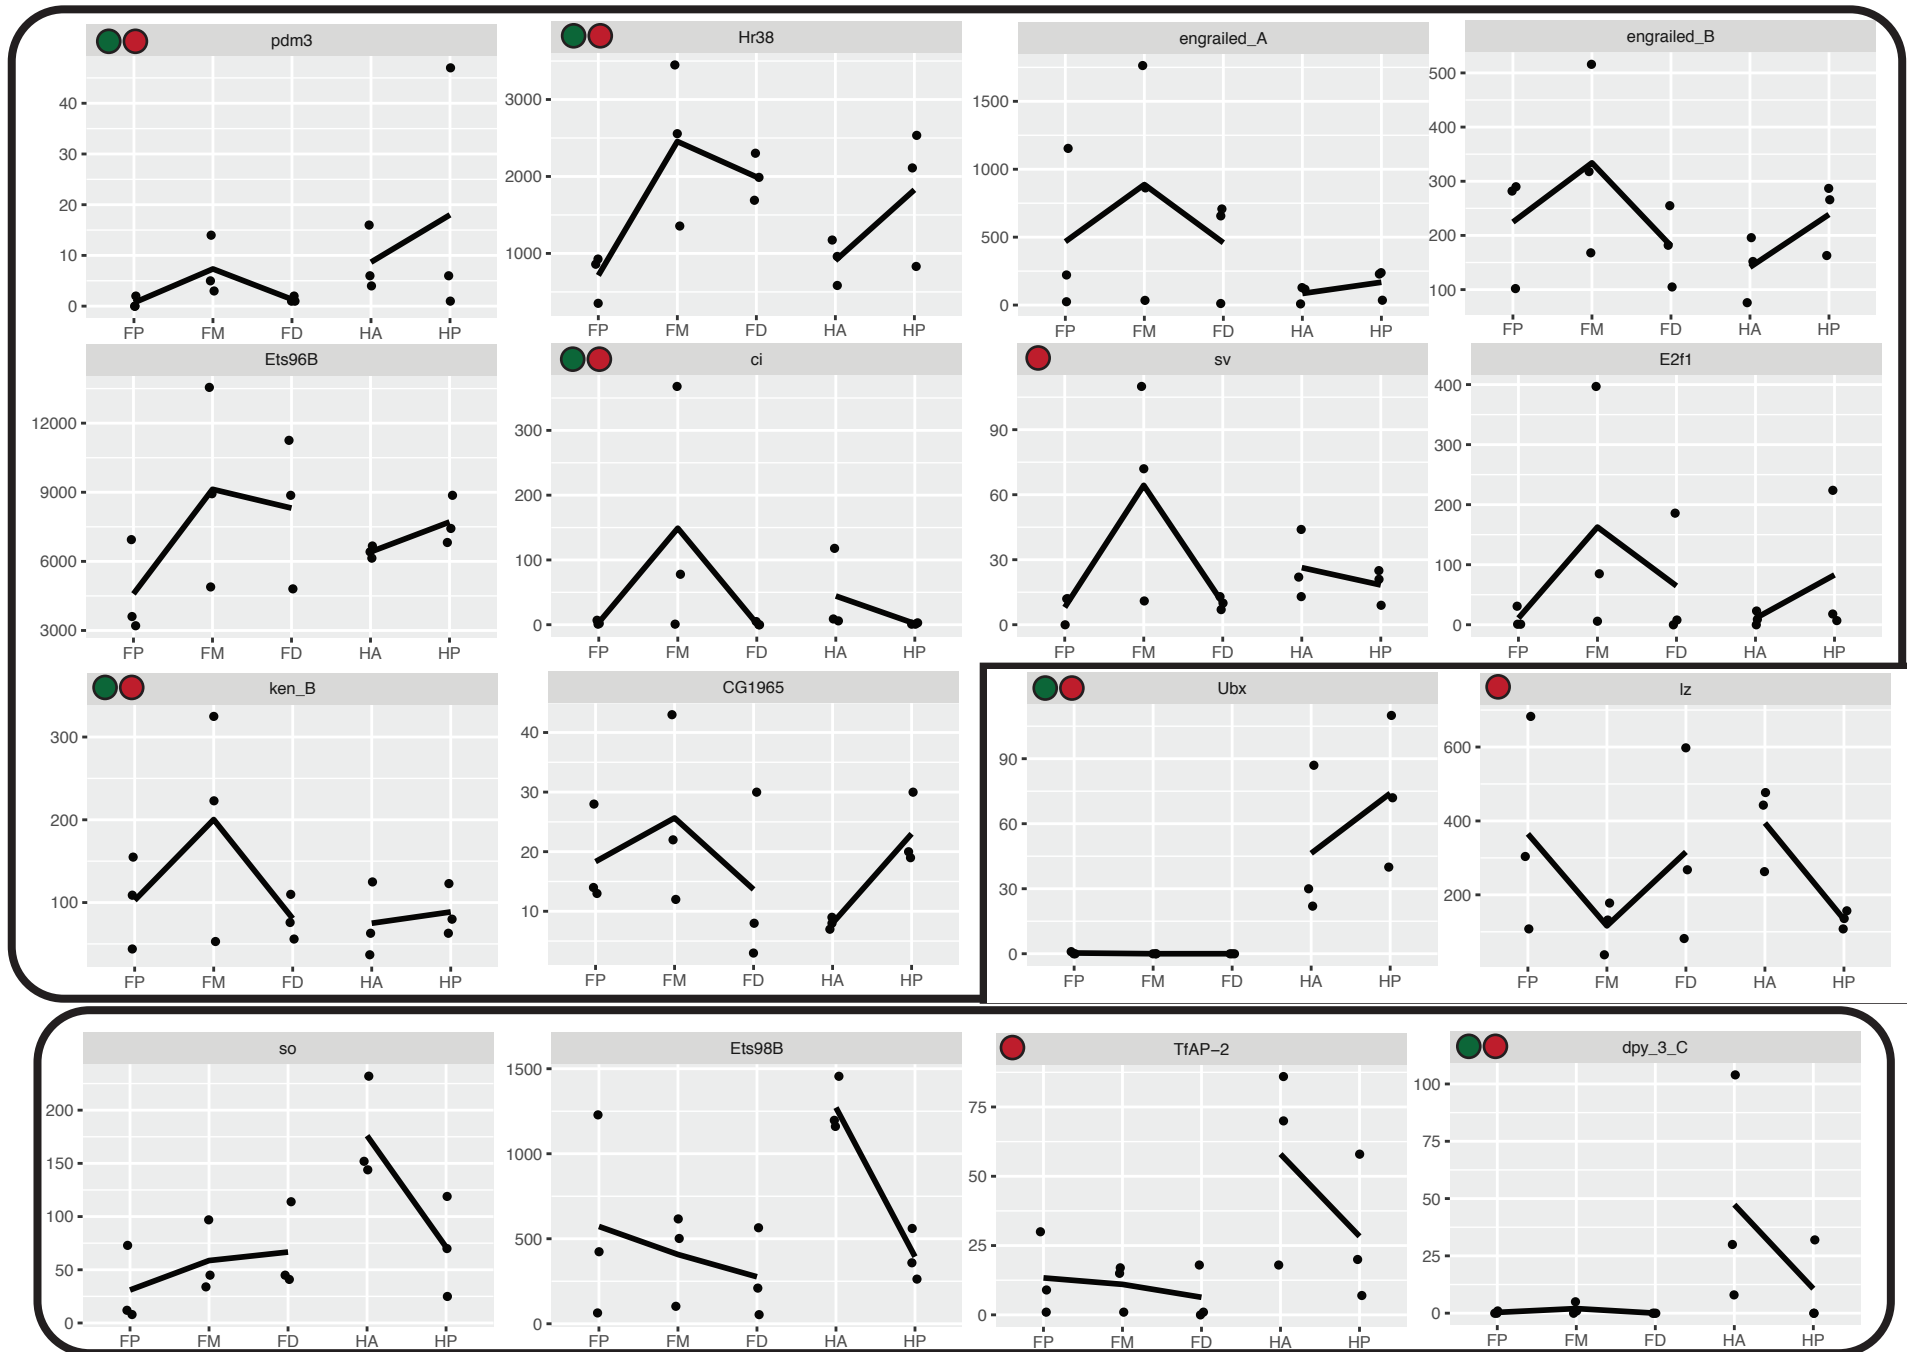 pdm3 Hr38 engrailed_A engrailed_B
40 30 20 10 0
FP FM FD HA HP
3000 2000 1000
FP FM FD HA HP
1500 1000 500 0
FP FM FD HA HP
500 400 300 200 100
FP FM FD HA HP
Ets96B ci sv E2f1
12000 9000 6000 3000
FP FM FD HA HP
300 200 100 0
FP FM FD HA HP
90 60 30 0
FP FM FD HA HP
400 300 200 100 0
FP FM FD HA HP
ken_B CG1965 Ubx lz
300 200 100
FP FM FD HA HP
40 30 20 10
FP FM FD HA HP
90 60 30 0
FP FM FD HA HP
600 400 200
FP FM FD HA HP
so Ets98B TfAP-2 dpy_3_C
200 150 100 50 0
FP FM FD HA HP
1500 1000 500 0
FP FM FD HA HP
75 50 25 0
FP FM FD HA HP
100 75 50 25 0
FP FM FD HA HP